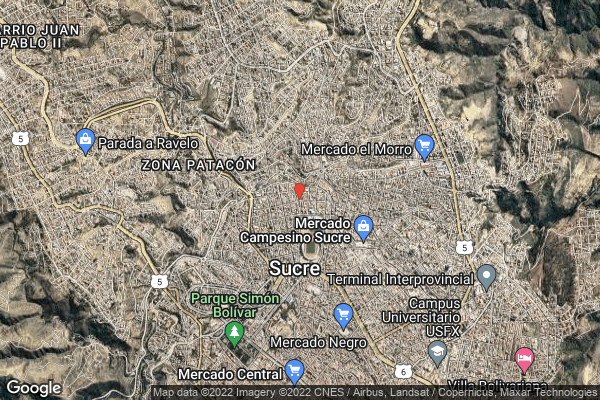 ARRIO JUAN
PABLO II
5
Parada a Ravelo
Mercado el Morro
ZONA PATACÓN
Mercado
Campesino Sucre
5
Sucre
Terminal Interprovincial
5
Parque Simón
Bolívar
Campus
Universitario
USFX
Mercado Negro
Mercado Central
6
Villa Bolivariana
Google
Map data ©2022 Imagery ©2022 CNES / Airbus, Landsat / Copernicus, Maxar Technologies